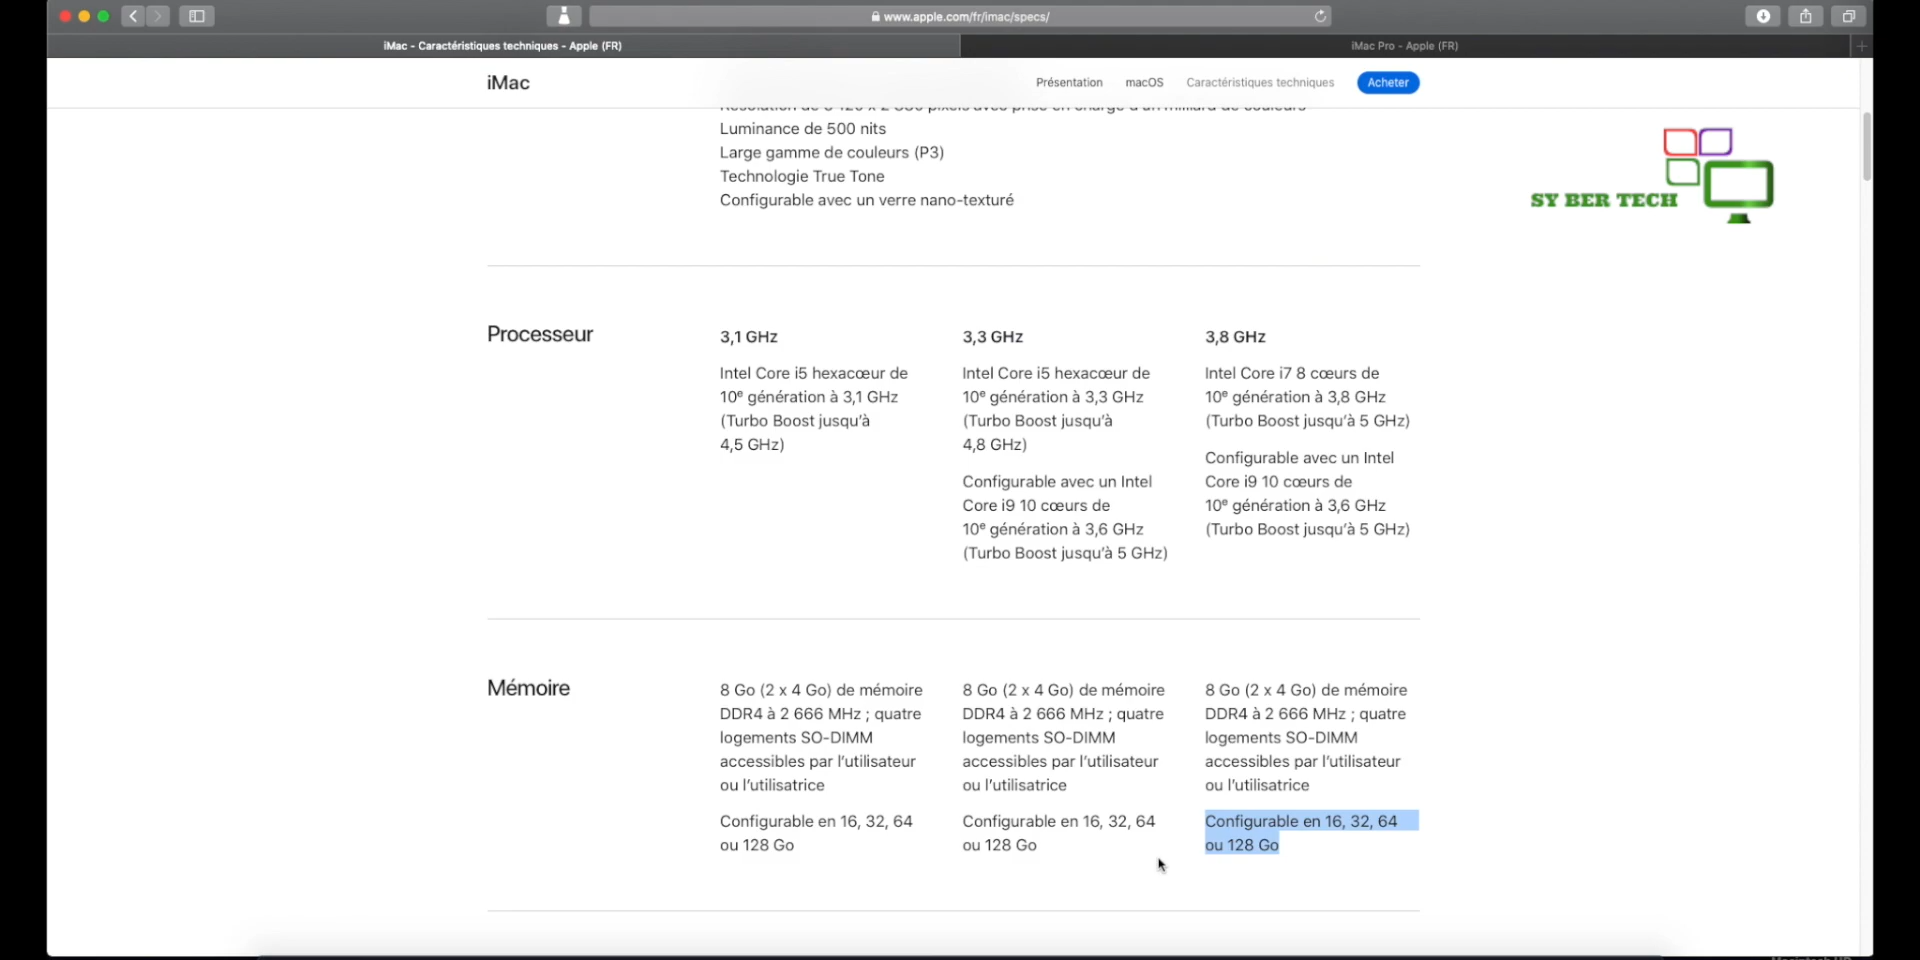 www.apple.com/fr/imac/specs/
iMac - Caractéristiques techniques - Apple (FR)
iMac Pro - Apple (FR)
iMac
Présentation
macOS
Caractéristiques techniques
Acheter
Luminance de 500 nits
Large gamme de couleurs (P3)
Technologie True Tone
Configurable avec un verre nano-texturé
SY BER TECH
Processeur
3,1 GHz
Intel Core i5 hexacœur de
10ᵉ génération à 3,1 GHz
(Turbo Boost jusqu'à
4,5 GHz)
3,3 GHz
Intel Core i5 hexacœur de
10ᵉ génération à 3,3 GHz
(Turbo Boost jusqu'à
4,8 GHz)
Configurable avec un Intel
Core i9 10 cœurs de
10ᵉ génération à 3,6 GHz
(Turbo Boost jusqu'à 5 GHz)
3,8 GHz
Intel Core i7 8 cœurs de
10ᵉ génération à 3,8 GHz
(Turbo Boost jusqu'à 5 GHz)
Configurable avec un Intel
Core i9 10 cœurs de
10ᵉ génération à 3,6 GHz
(Turbo Boost jusqu'à 5 GHz)
Mémoire
8 Go (2 x 4 Go) de mémoire
DDR4 à 2 666 MHz ; quatre
logements SO-DIMM
accessibles par l'utilisateur
ou l'utilisatrice
Configurable en 16, 32, 64
ou 128 Go
8 Go (2 x 4 Go) de mémoire
DDR4 à 2 666 MHz ; quatre
logements SO-DIMM
accessibles par l'utilisateur
ou l'utilisatrice
Configurable en 16, 32, 64
ou 128 Go
8 Go (2 x 4 Go) de mémoire
DDR4 à 2 666 MHz ; quatre
logements SO-DIMM
accessibles par l'utilisateur
ou l'utilisatrice
Configurable en 16, 32, 64
ou 128 Go